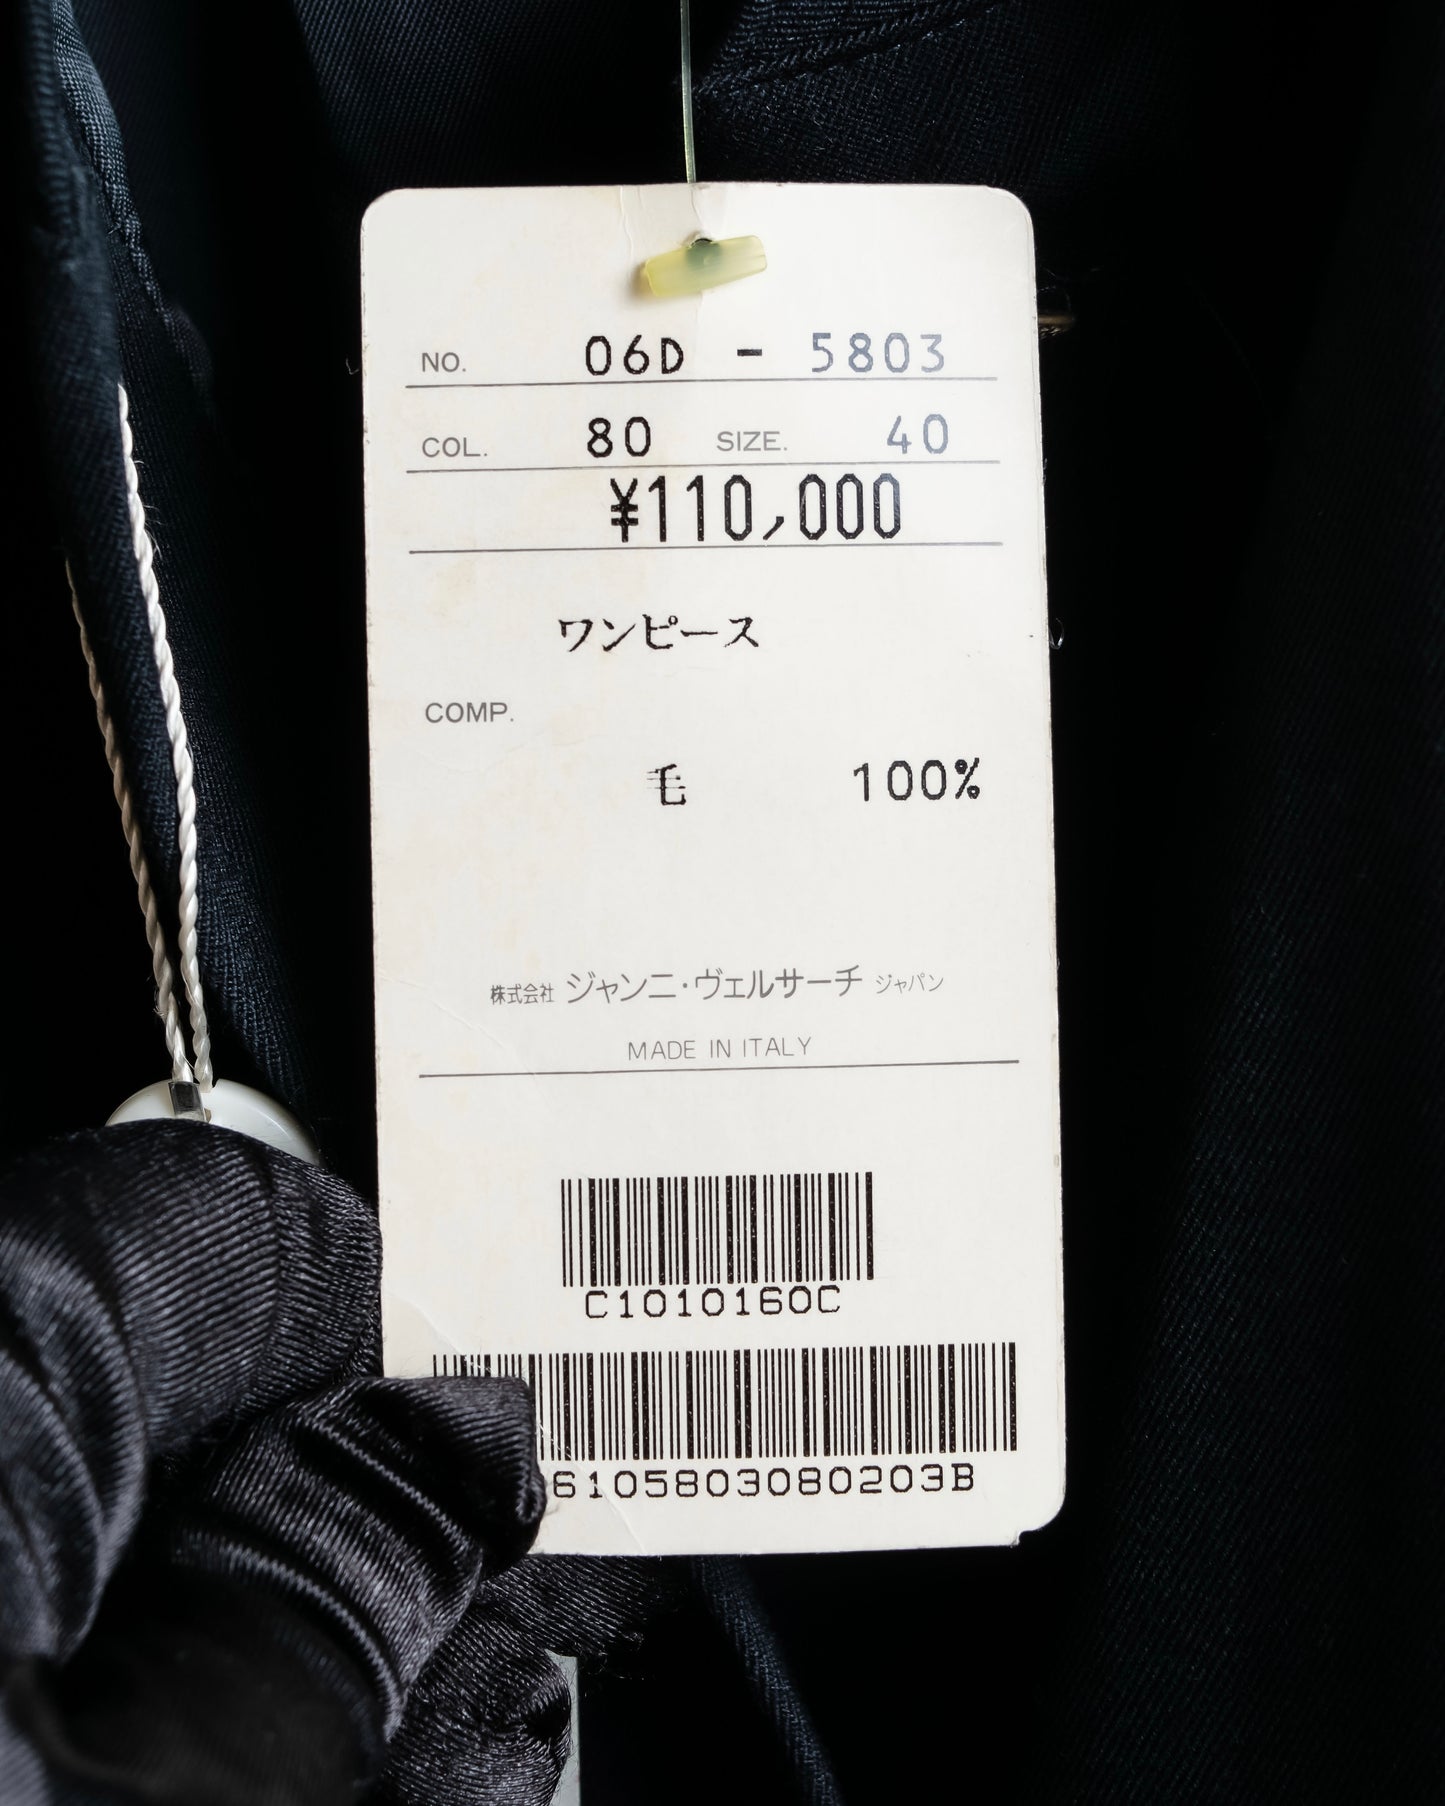 NO. 06D - 5803
COL. 80 SIZE. 40
¥110,000
ワンピース
COMP.
毛 100%
株式会社 ジャンニ・ヴェルサーチ ジャパン
MADE IN ITALY
C1010160C
6105803080203B